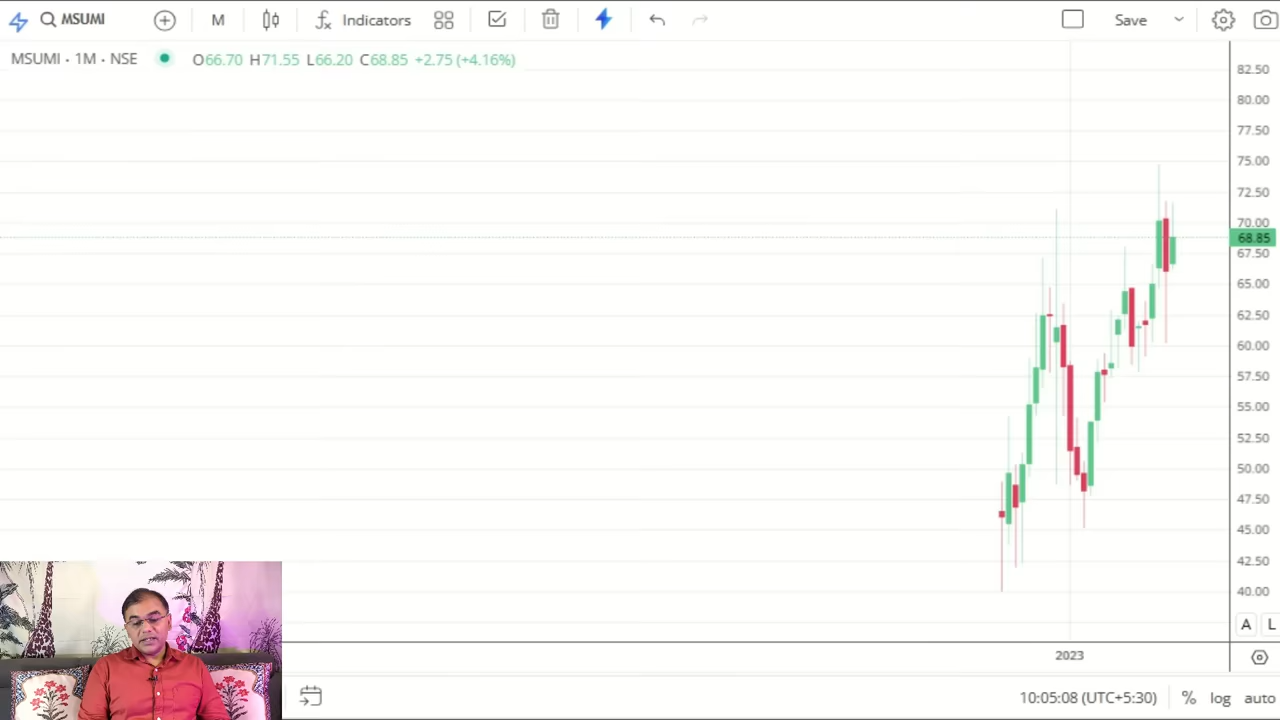 MSUMI
M
Indicators
Save
MSUMI · 1M · NSE
O66.70 H71.55 L66.20 C68.85 +2.75 (+4.16%)
82.50
80.00
77.50
75.00
72.50
70.00
68.85
67.50
65.00
62.50
60.00
57.50
55.00
52.50
50.00
47.50
45.00
42.50
40.00
A L
2023
10:05:08 (UTC+5:30) % log auto